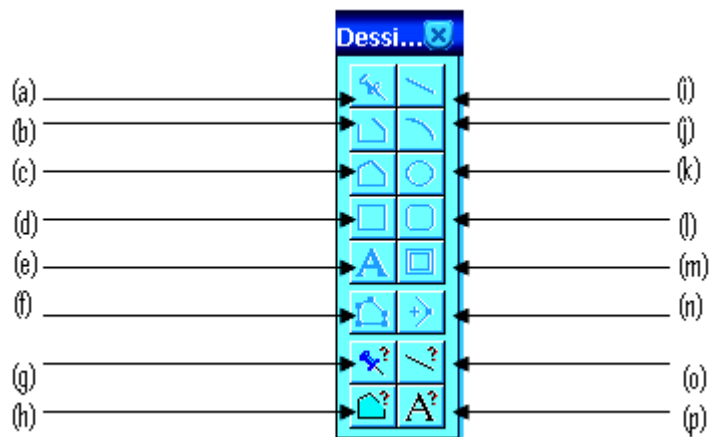 Dessi...
(a)
(i)
(b)
(j)
(c)
(k)
(d)
(l)
(e)
A
(m)
(f)
(n)
?
?
(g)
(o)
?
A?
(h)
(p)